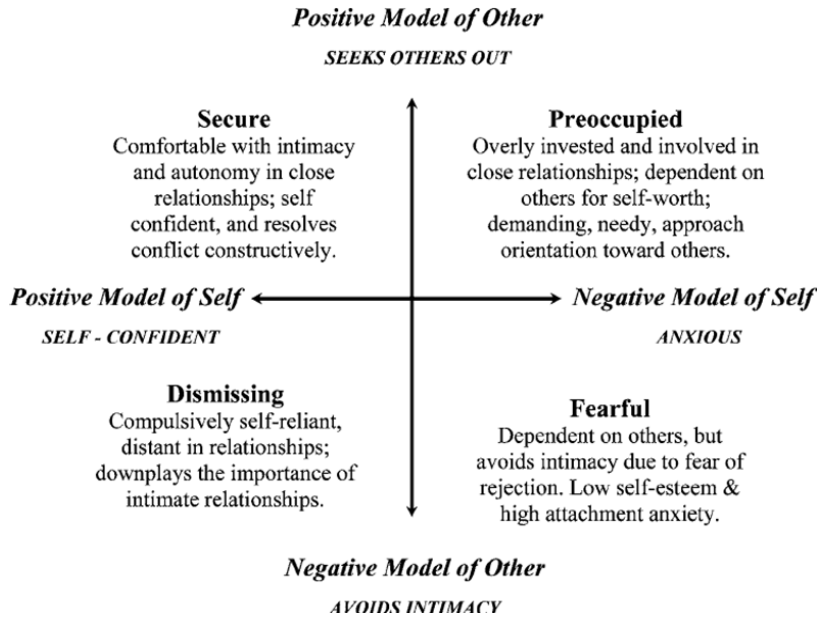 Positive Model of Other
SEEKS OTHERS OUT
Secure
Comfortable with intimacy
and autonomy in close
relationships; self
confident, and resolves
conflict constructively.
Preoccupied
Overly invested and involved in
close relationships; dependent on
others for self-worth;
demanding, needy, approach
orientation toward others.
Positive Model of Self
SELF - CONFIDENT
Negative Model of Self
ANXIOUS
Dismissing
Compulsively self-reliant,
distant in relationships;
downplays the importance of
intimate relationships.
Fearful
Dependent on others, but
avoids intimacy due to fear of
rejection. Low self-esteem &
high attachment anxiety.
Negative Model of Other
AVOIDS INTIMACY